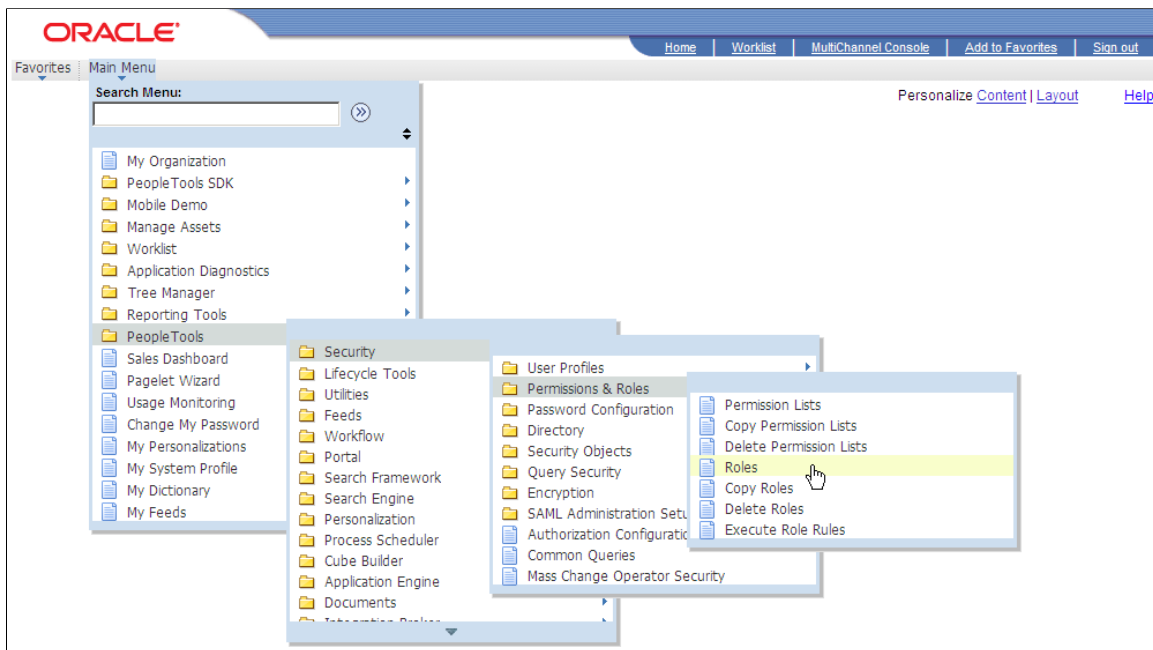 ORACLE
Home Worklist MultiChannel Console Add to Favorites Sign out
Favorites Main Menu
Personalize Content | Layout Help
Search Menu:
My Organization
PeopleTools SDK
Mobile Demo
Manage Assets
Worklist
Application Diagnostics
Tree Manager
Reporting Tools
PeopleTools
Sales Dashboard
Pagelet Wizard
Usage Monitoring
Change My Password
My Personalizations
My System Profile
My Dictionary
My Feeds
Security
Lifecycle Tools
Utilities
Feeds
Workflow
Portal
Search Framework
Search Engine
Personalization
Process Scheduler
Cube Builder
Application Engine
Documents
User Profiles
Permissions & Roles
Password Configuration
Directory
Security Objects
Query Security
Encryption
SAML Administration Setu
Authorization Configuratio
Common Queries
Mass Change Operator Security
Permission Lists
Copy Permission Lists
Delete Permission Lists
Roles
Copy Roles
Delete Roles
Execute Role Rules